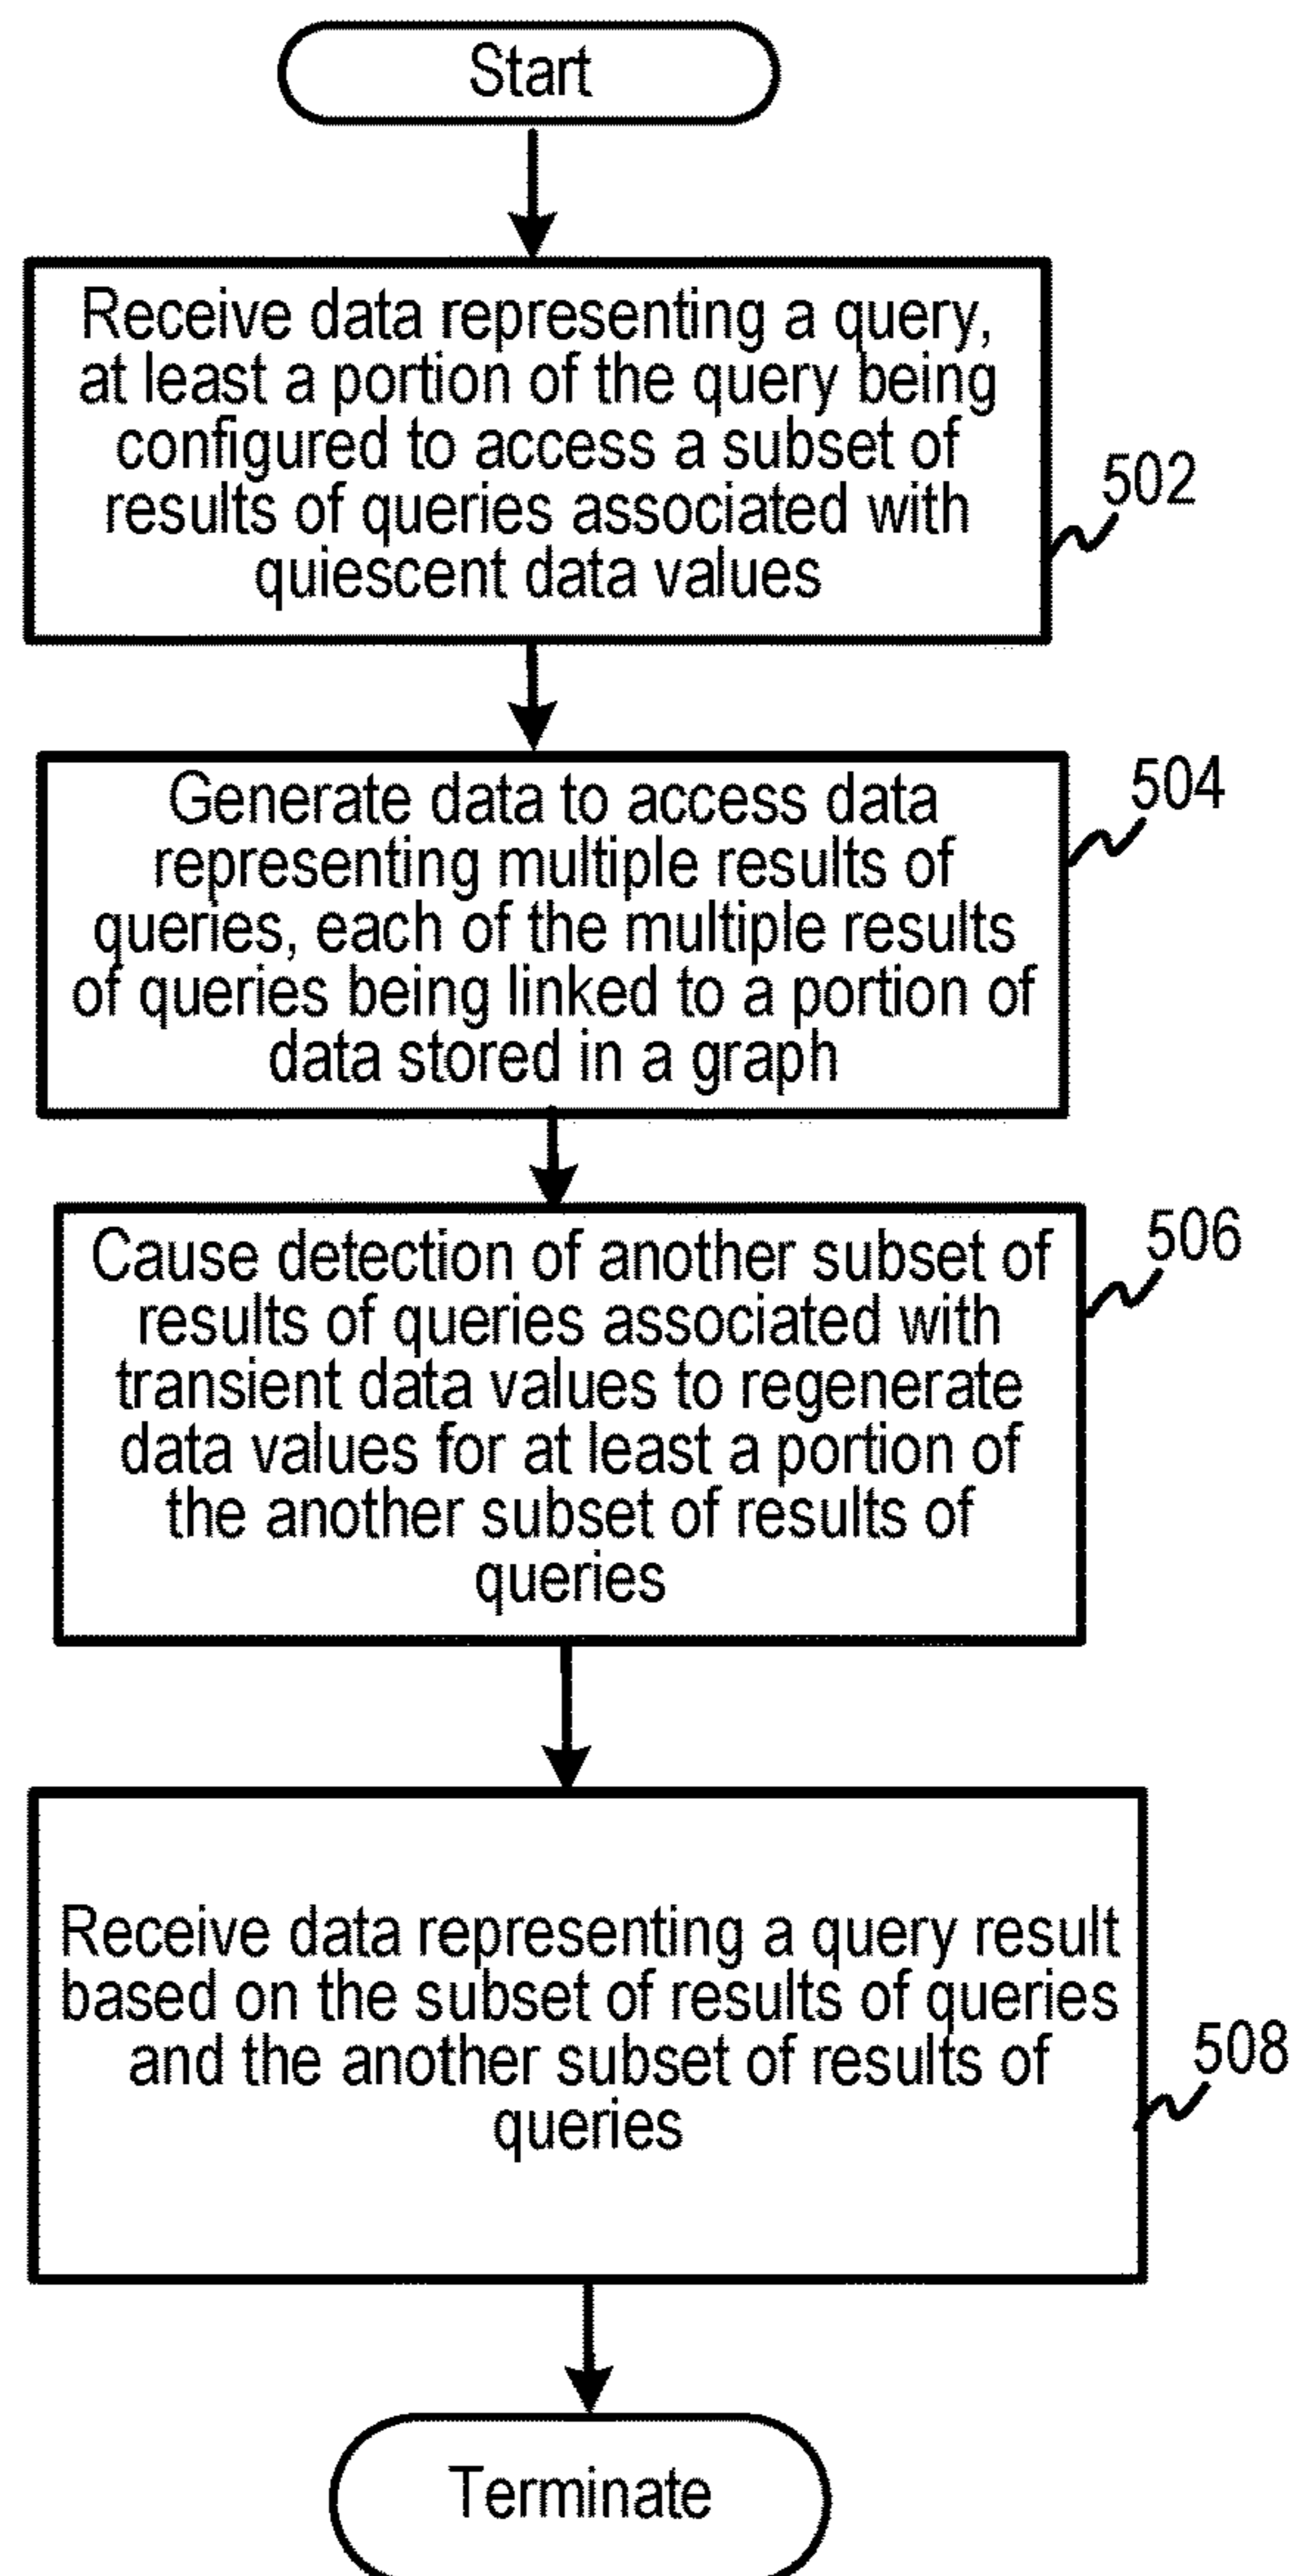 Start
Receive data representing a query,
at least a portion of the query being
configured to access a subset of
results of queries associated with
quiescent data values
502
Generate data to access data
representing multiple results of
queries, each of the multiple results
of queries being linked to a portion of
data stored in a graph
504
Cause detection of another subset of
results of queries associated with
transient data values to regenerate
data values for at least a portion of
the another subset of results of
queries
506
Receive data representing a query result
based on the subset of results of queries
and the another subset of results of
queries
508
Terminate